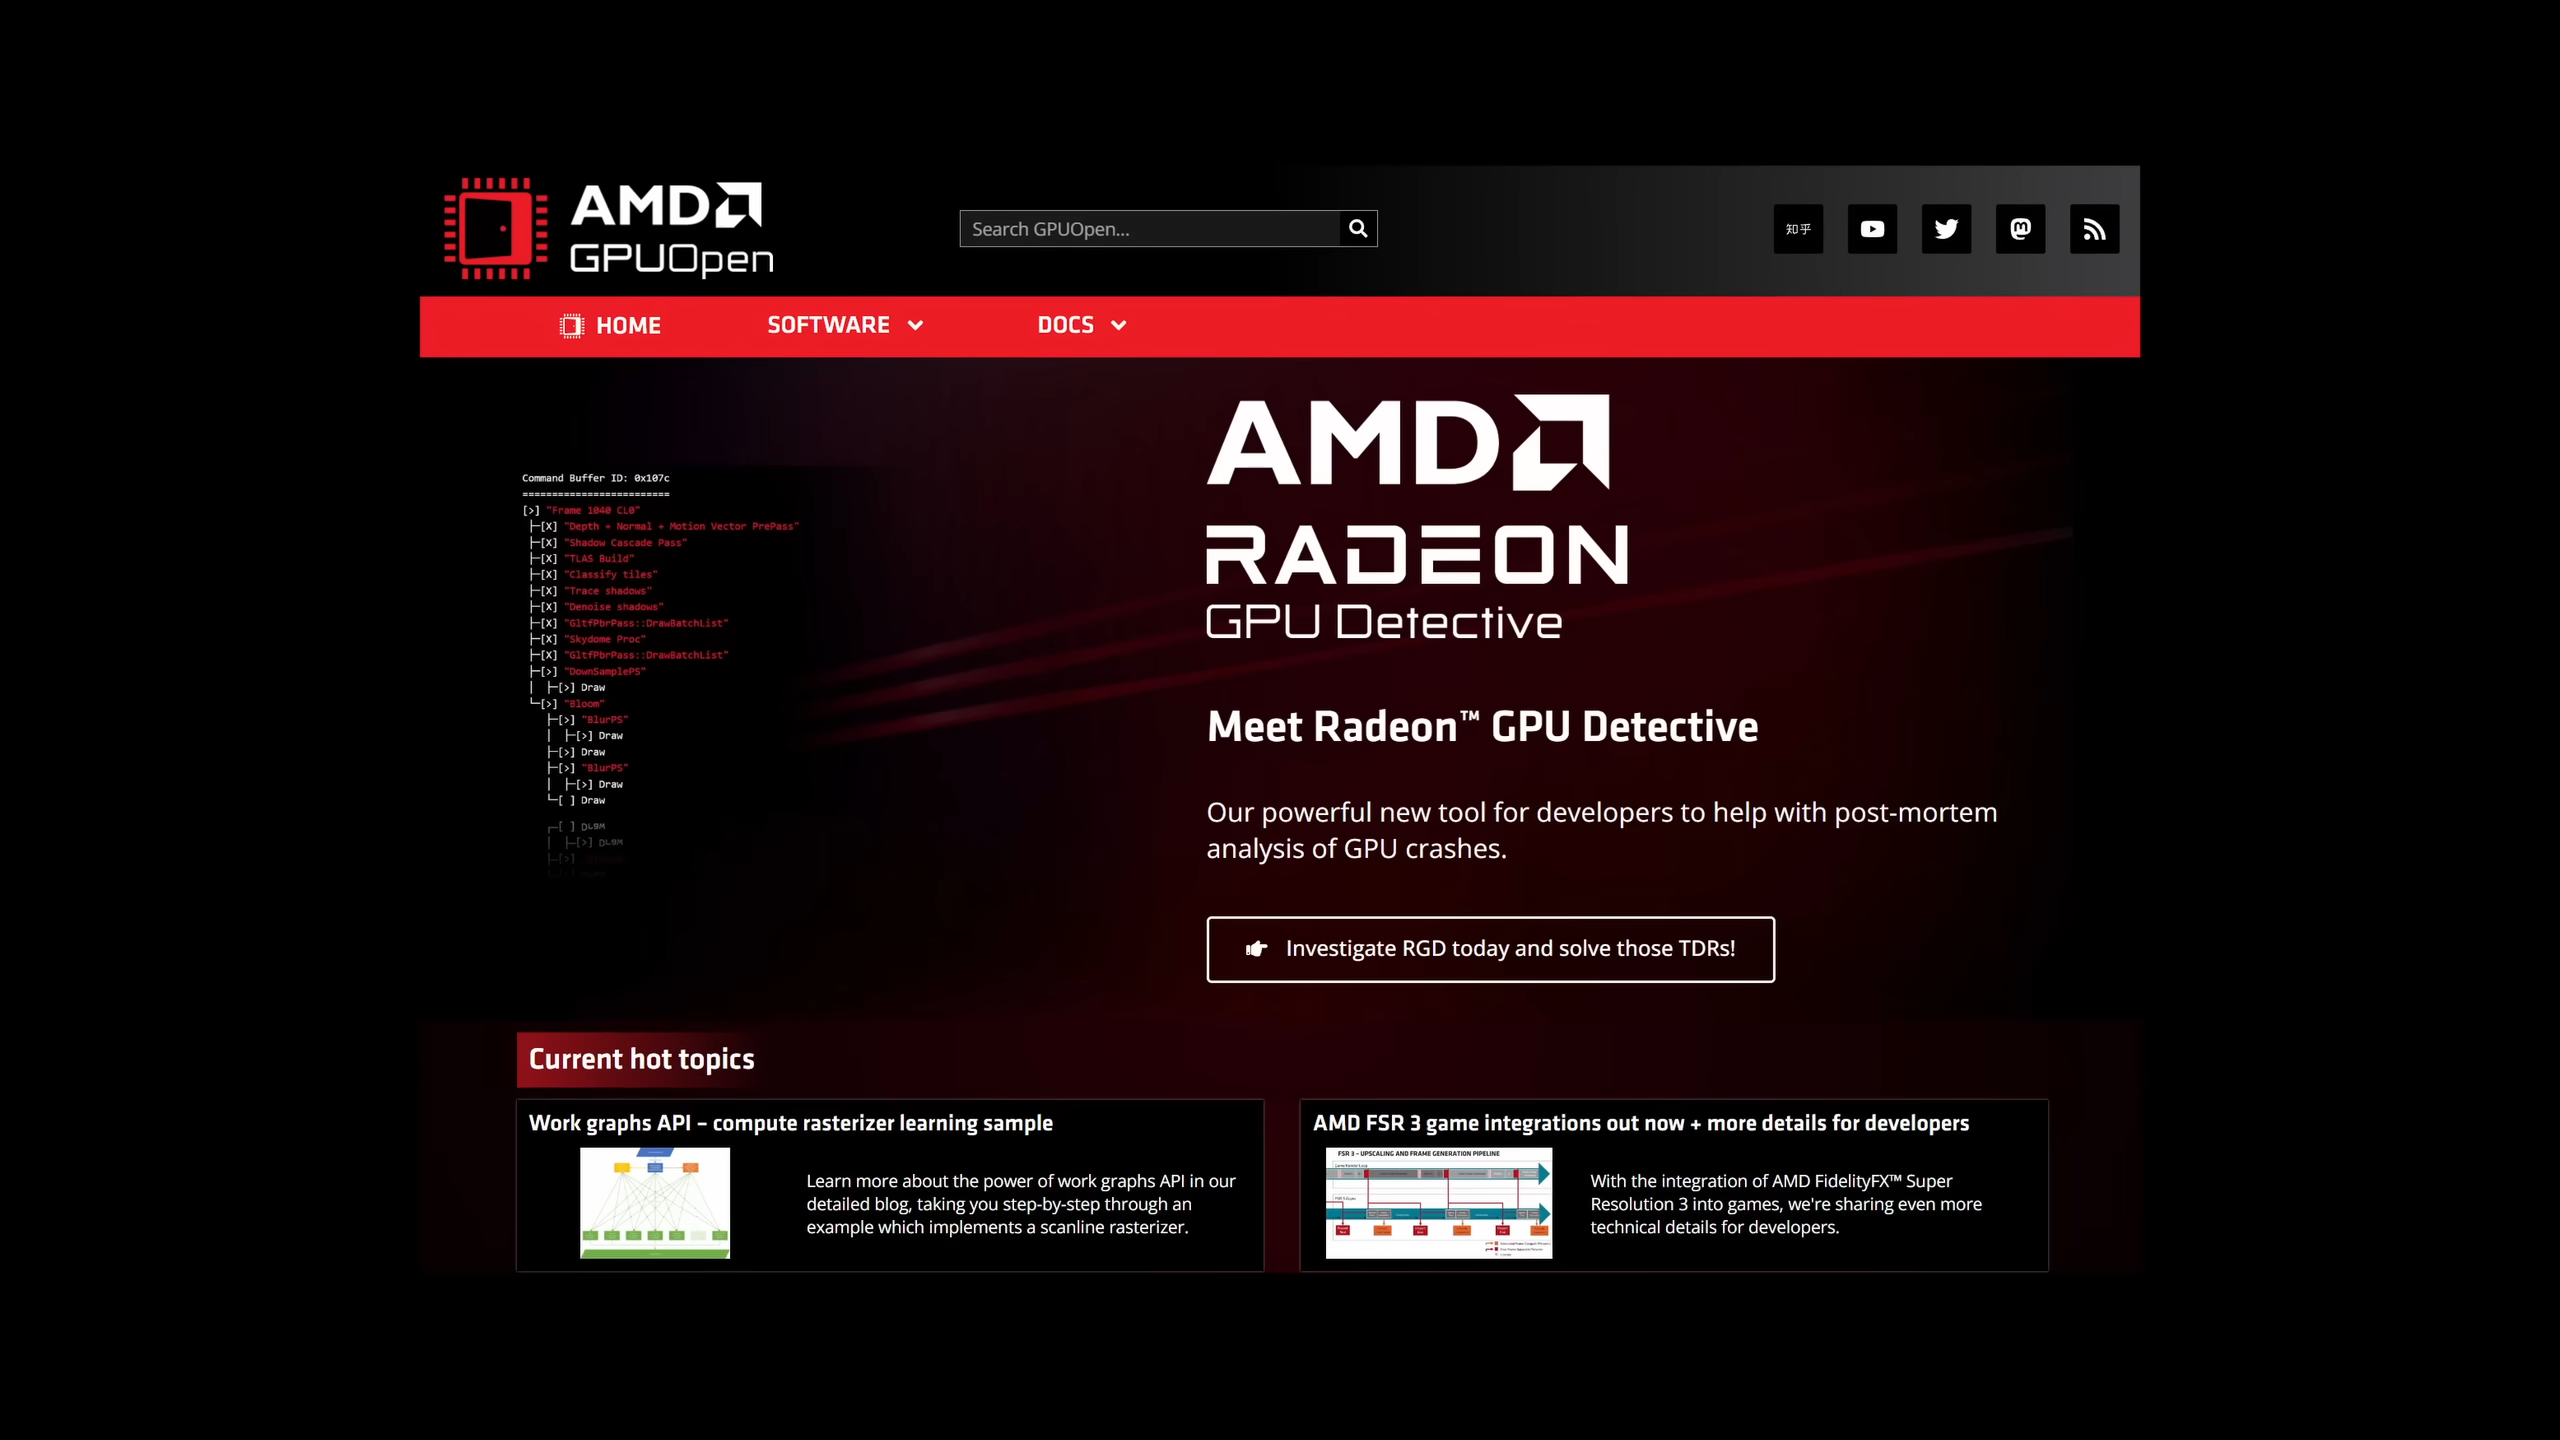 AMD
GPUOpen
Search GPUOpen...
知乎
HOME
SOFTWARE
DOCS
Command Buffer ID: 0x107c
=========================
[>] "Frame 1040 CL0"
├─[X] "Depth + Normal + Motion Vector PrePass"
├─[X] "Shadow Cascade Pass"
├─[X] "TLAS Build"
├─[X] "Classify tiles"
├─[X] "Trace shadows"
├─[X] "Denoise shadows"
├─[X] "GltfPbrPass::DrawBatchList"
├─[X] "Skydome Proc"
├─[X] "GltfPbrPass::DrawBatchList"
├─[>] "DownSamplePS"
│ ├─[>] Draw
└─[>] "Bloom"
├─[>] "BlurPS"
│ ├─[>] Draw
├─[>] Draw
├─[>] "BlurPS"
│ ├─[>] Draw
└─[ ] Draw
AMD
RADEON
GPU Detective
Meet Radeon™ GPU Detective
Our powerful new tool for developers to help with post-mortem
analysis of GPU crashes.
Investigate RGD today and solve those TDRs!
Current hot topics
Work graphs API – compute rasterizer learning sample
Learn more about the power of work graphs API in our
detailed blog, taking you step-by-step through an
example which implements a scanline rasterizer.
AMD FSR 3 game integrations out now + more details for developers
FSR 3 – UPSCALING AND FRAME GENERATION PIPELINE
With the integration of AMD FidelityFX™ Super
Resolution 3 into games, we're sharing even more
technical details for developers.